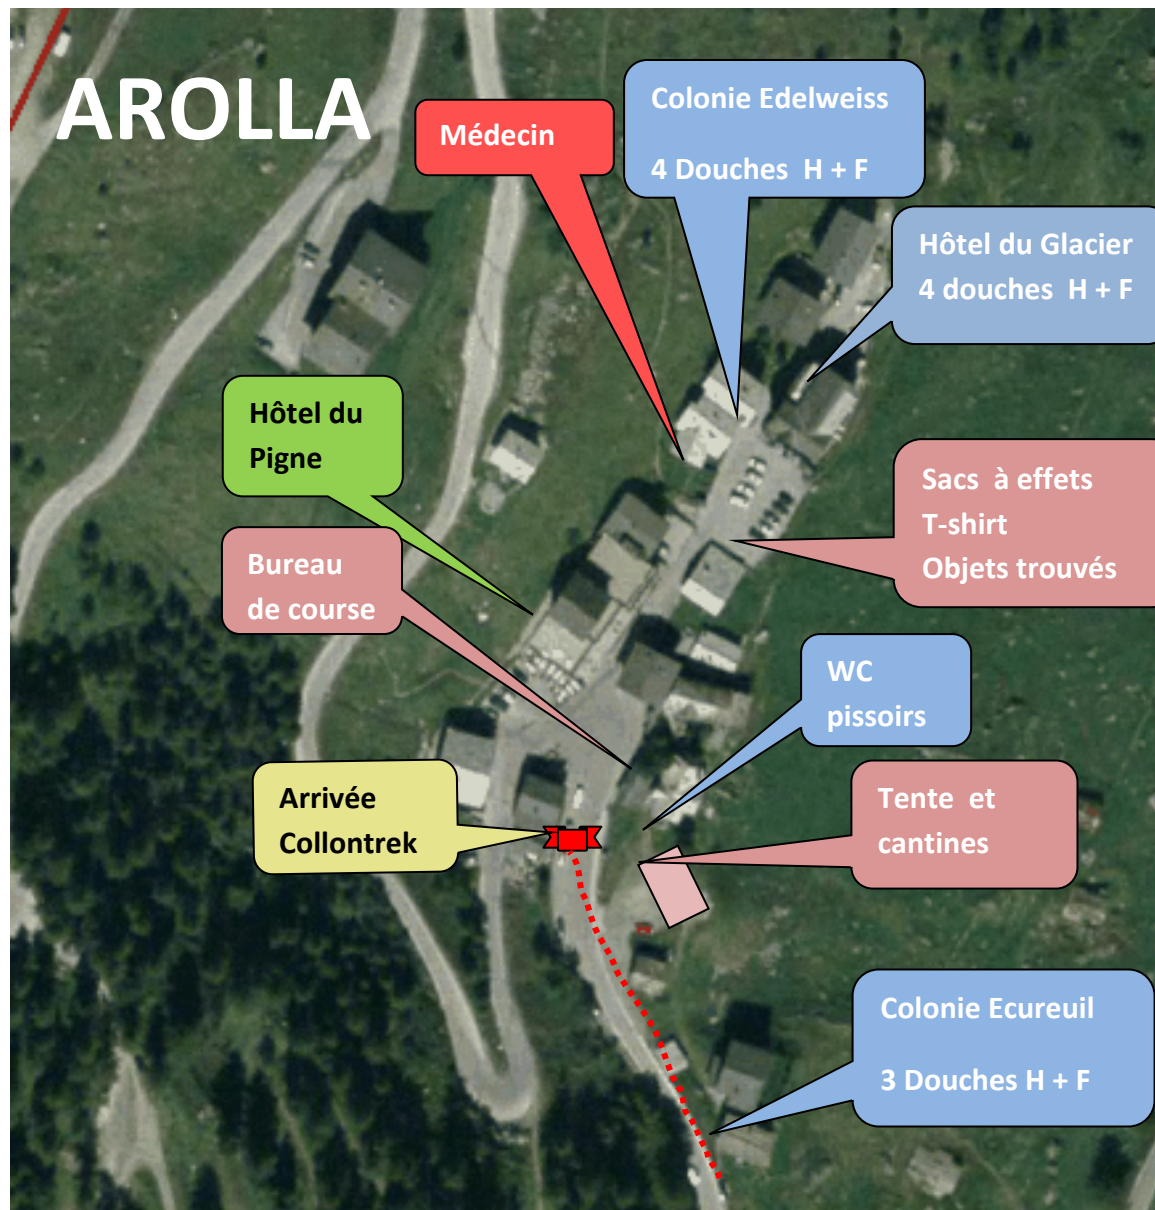 AROLLA
Médecin
Colonie Edelweiss
4 Douches H + F
Hôtel du Glacier
4 douches H + F
Hôtel du
Pigne
Sacs à effets
T-shirt
Objets trouvés
Bureau
de course
WC
pissoirs
Arrivée
Collontrek
Tente et
cantines
Colonie Ecureuil
3 Douches H + F